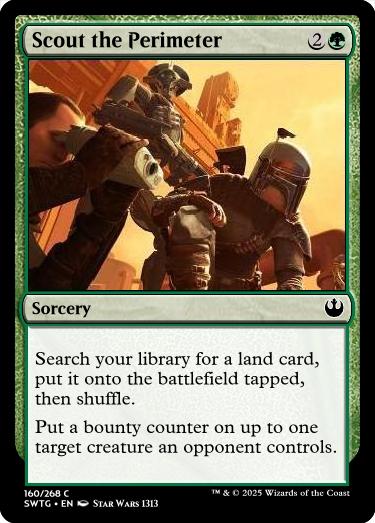 Scout the Perimeter 2
Sorcery
Search your library for a land card,
put it onto the battlefield tapped,
then shuffle.
Put a bounty counter on up to one
target creature an opponent controls.
160/268 C
™ & © 2025 Wizards of the Coast
SWTG • EN Star Wars 1313